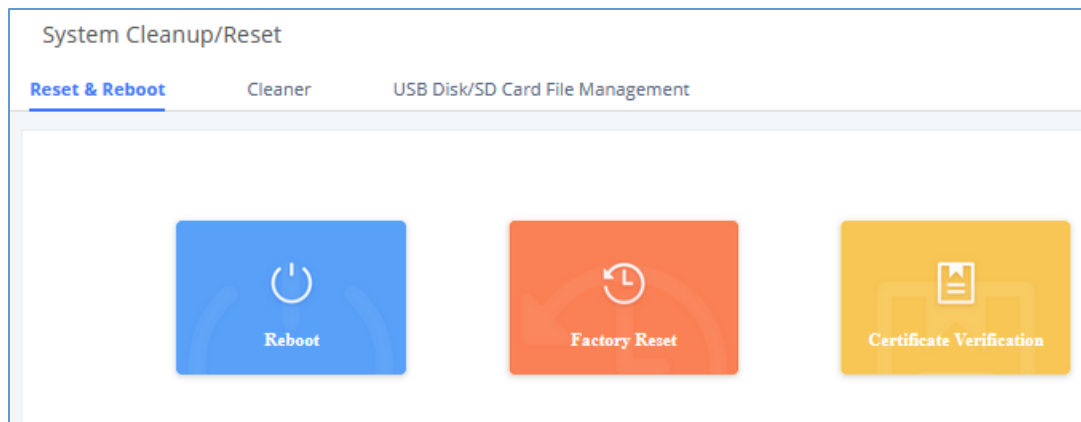 System Cleanup/Reset
Reset & Reboot Cleaner USB Disk/SD Card File Management
Reboot Factory Reset Certificate Verification